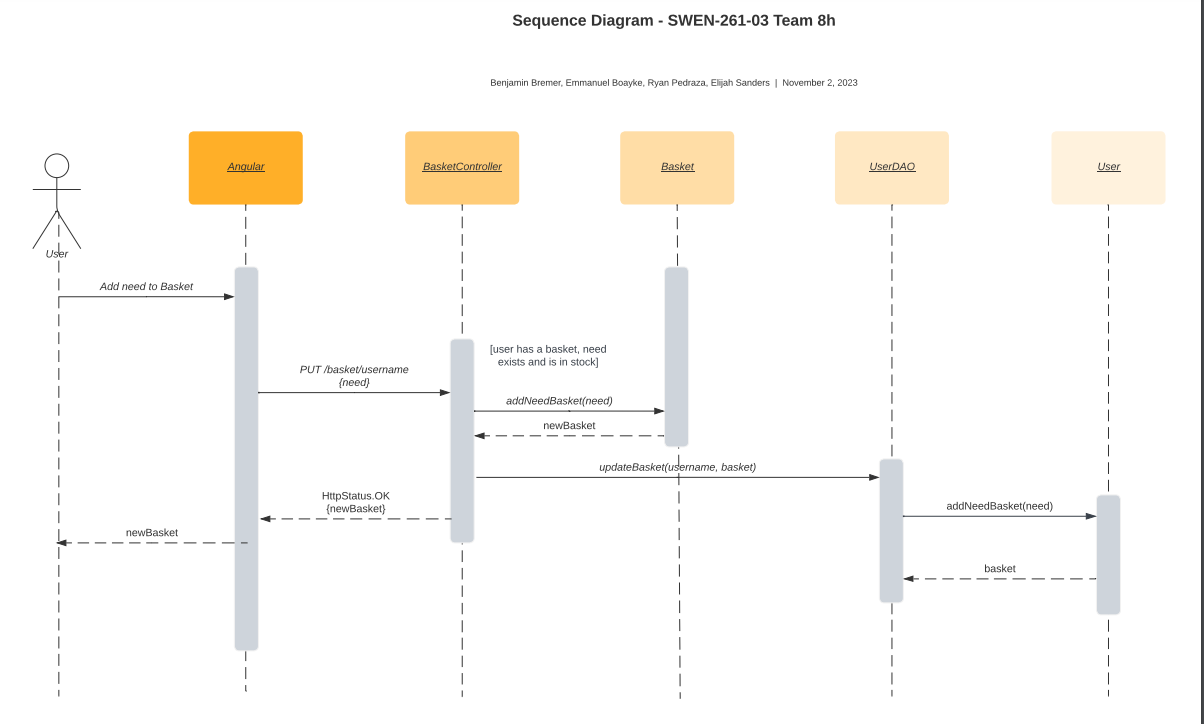 Sequence Diagram - SWEN-261-03 Team 8h
Benjamin Bremer, Emmanuel Boayke, Ryan Pedraza, Elijah Sanders | November 2, 2023
Angular
BasketController
Basket
UserDAO
User
User
Add need to Basket
[user has a basket, need
exists and is in stock]
PUT /basket/username
{need}
addNeedBasket(need)
newBasket
updateBasket(username, basket)
HttpStatus.OK
{newBasket}
addNeedBasket(need)
newBasket
basket